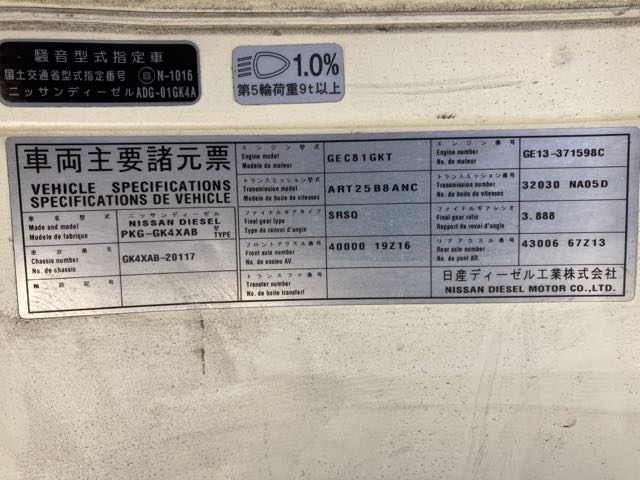 騒音型式指定車
国土交通省型式指定番号 自 N-1016
ニッサンディーゼル ADG-01GK4A
1.0%
第5輪荷重9t以上
車両主要諸元票
VEHICLE SPECIFICATIONS
SPECIFICATIONS DE VEHICLE
車名型式
Made and model
Modele de fabrique
ニッサンディーゼル
NISSAN DIESEL
PKG-GK4XAB 型 TYPE
車台番号
Chassis number
No. de chassis
GK4XAB-20117
軸距記号
エンジン型式
Engine model
Modele du moteur
GEC81GKT
エンジン番号
Engine number
No. de moteur
GE13-371598C
トランスミッション型式
Transmission model
Modele de boite de vitesses
ART25B8ANC
トランスミッション番号
Transmission number
No. de boite de vitesses
32030 NA05D
ファイナルギアタイプ
Final gear type
Type de renvoi d'angle
SRSQ
ファイナルギアレシオ
Final gear ratio
Rapport de renvoi d'angle
3.888
フロントアクスル番号
Front axle number
No. de essieu AV.
40000 19Z16
リアアクスル番号
Rear axle number
No. de pont AR.
43006 67Z13
トランスファ番号
Transfer number
No. de boite transferl
日産ディーゼル工業株式会社
NISSAN DIESEL MOTOR CO.,LTD.